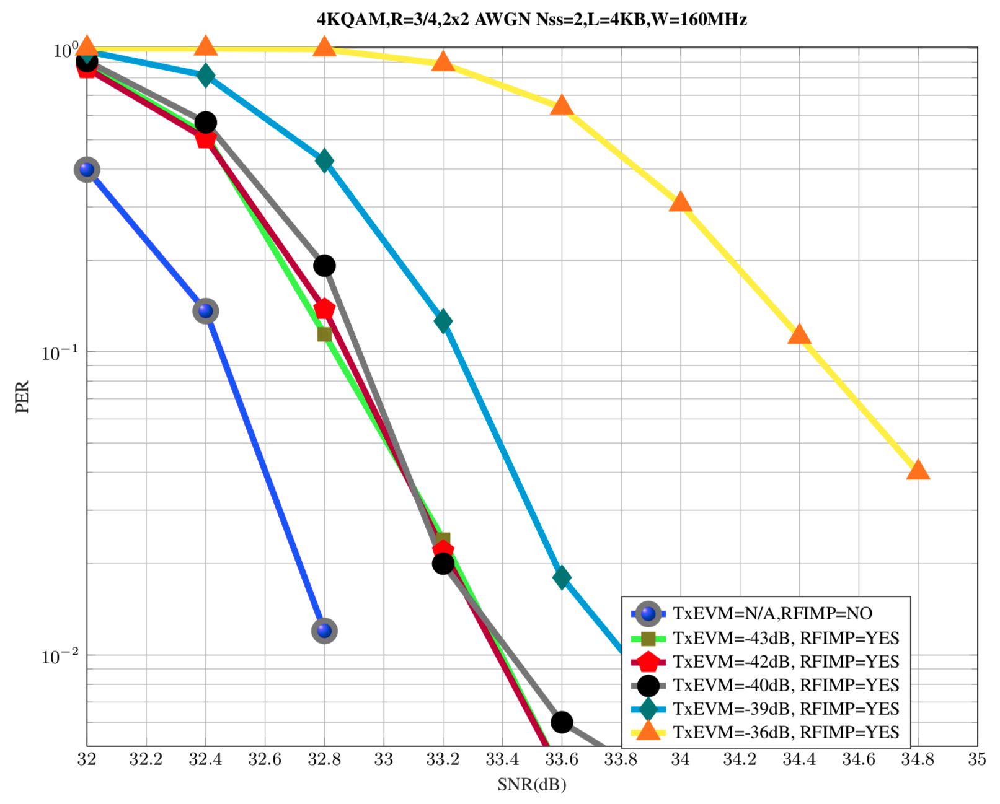 4KQAM,R=3/4,2x2 AWGN Nss=2,L=4KB,W=160MHz
10⁰
10⁻¹
10⁻²
PER
TxEVM=N/A,RFIMP=NO
TxEVM=-43dB, RFIMP=YES
TxEVM=-42dB, RFIMP=YES
TxEVM=-40dB, RFIMP=YES
TxEVM=-39dB, RFIMP=YES
TxEVM=-36dB, RFIMP=YES
32 32.2 32.4 32.6 32.8 33 33.2 33.4 33.6 33.8 34 34.2 34.4 34.6 34.8 35
SNR(dB)